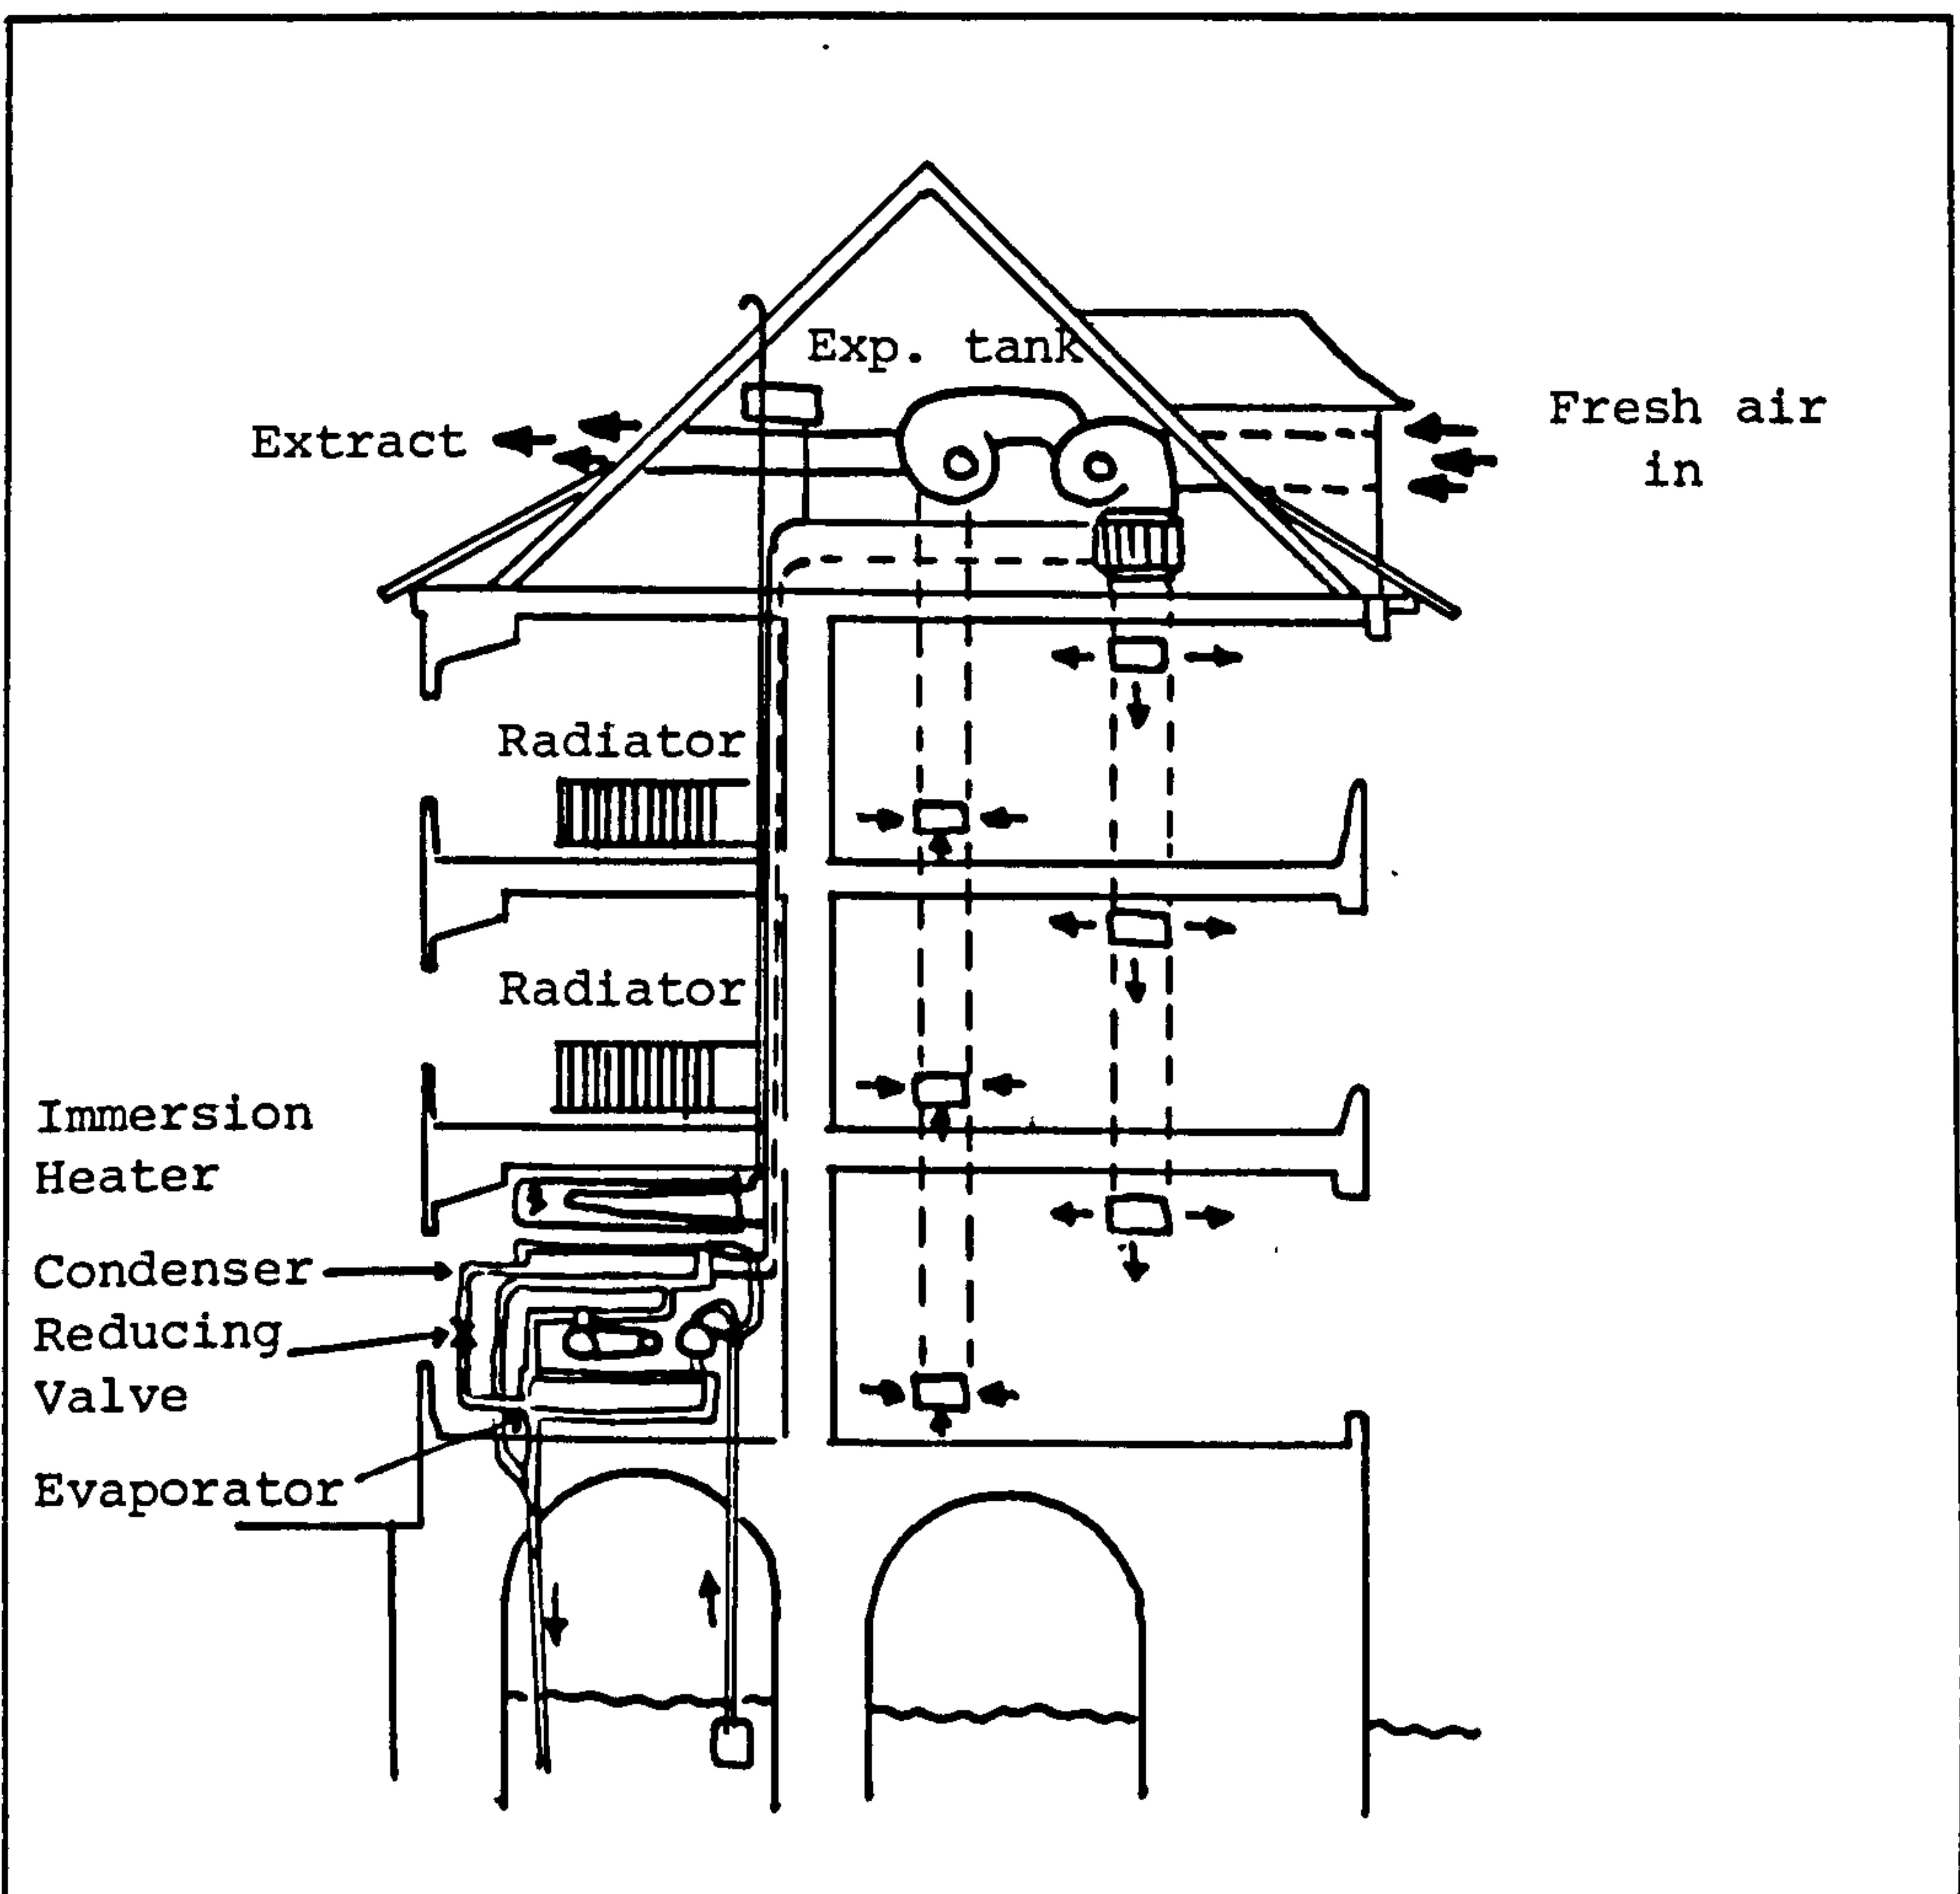 Exp. tank
Extract
Fresh air
in
Radiator
Radiator
Immersion
Heater
Condenser
Reducing
Valve
Evaporator